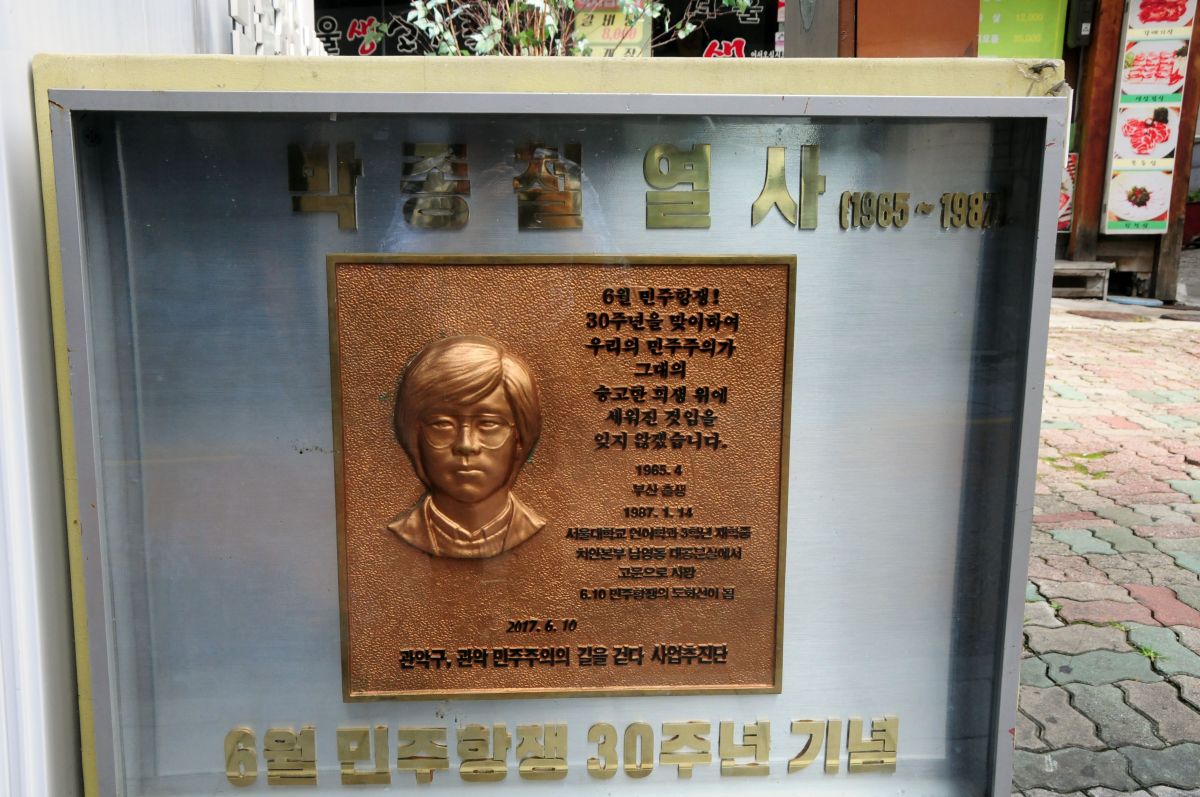 박종철 열사 (1965~1987)
6월 민주항쟁!
30주년을 맞이하여
우리의 민주주의가
그대의
숭고한 희생 위에
세워진 것임을
잊지 않겠습니다.
1965. 4
부산 출생
1987. 1. 14
서울대학교 언어학과 3학년 재학중
치안본부 남영동 대공분실에서
고문으로 사망
6.10 민주항쟁의 도화선이 됨
2017. 6. 10
관악구, 관악 민주주의의 길을 걷다 사업추진단
6월 민주항쟁 30주년 기념